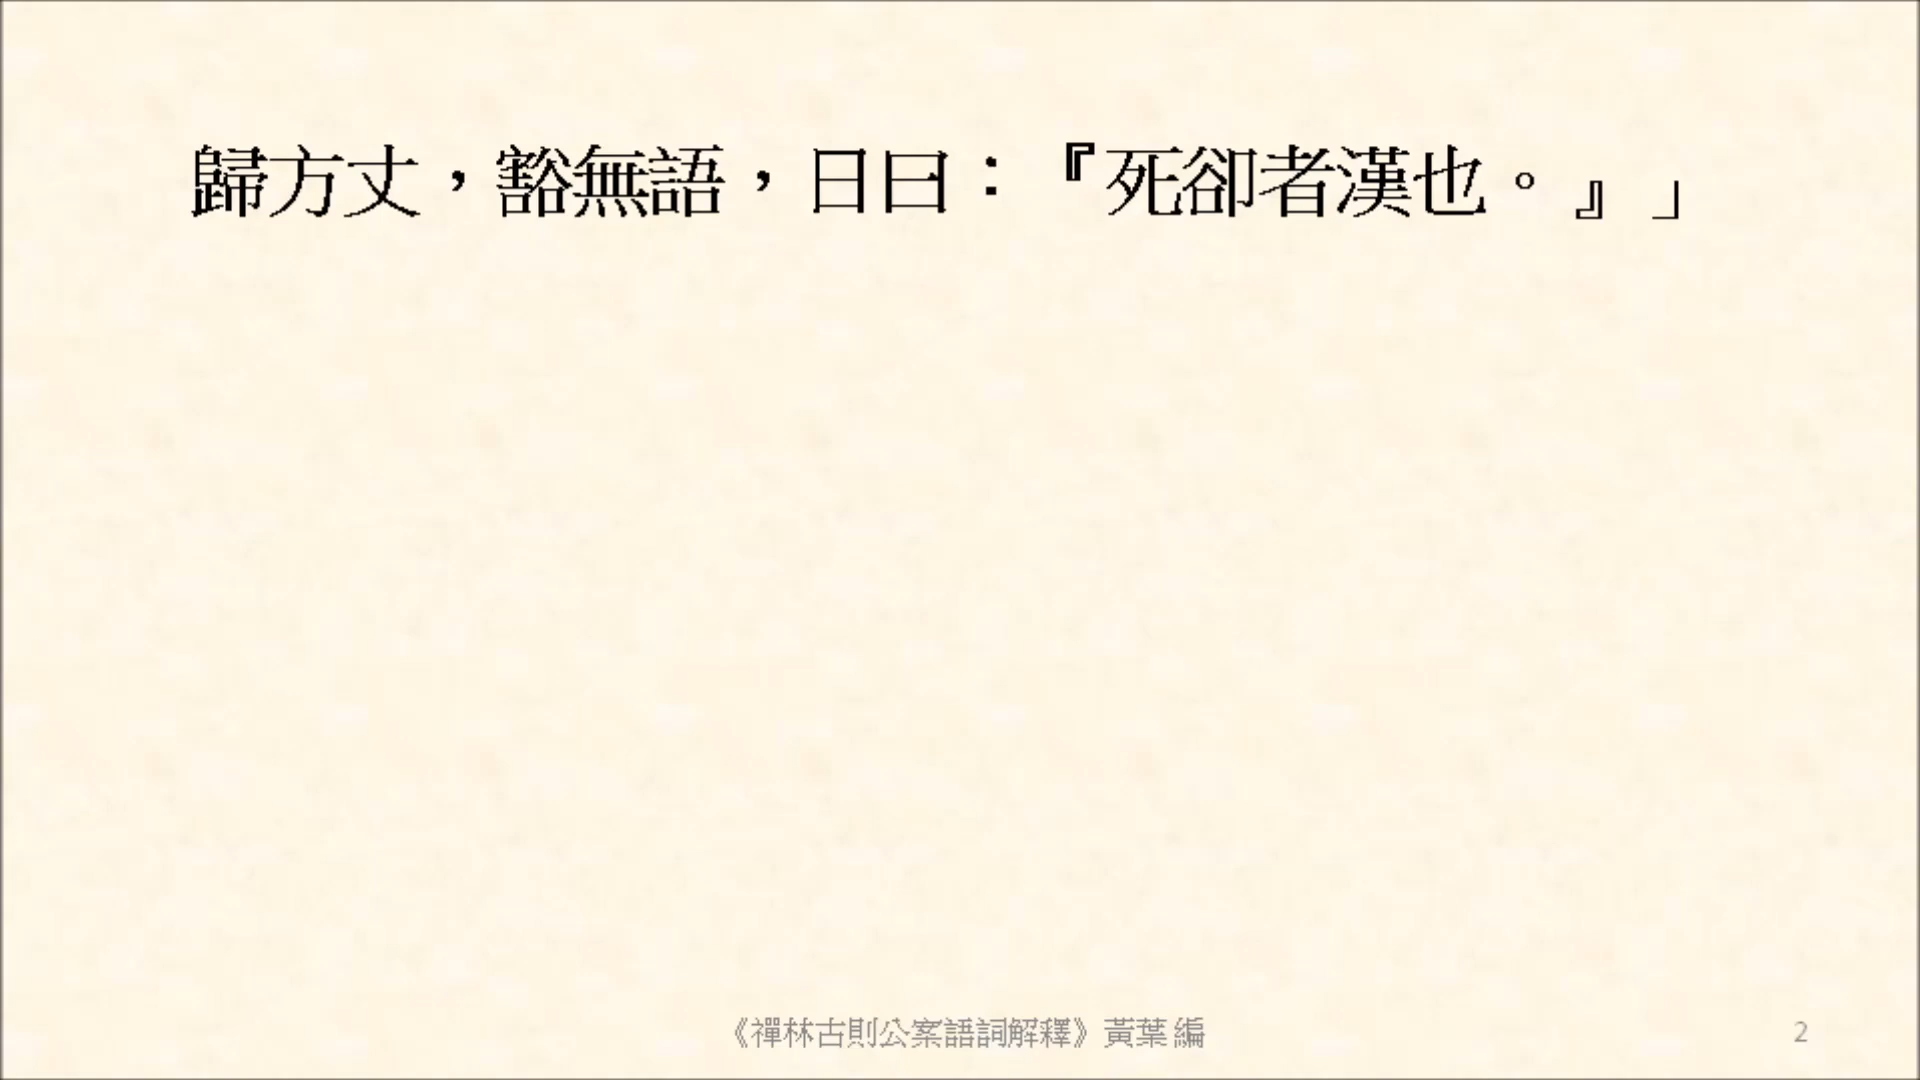 歸方丈，豁無語，日曰：『死卻者漢也。』」
《禪林古則公案語詞解釋》黃葉 編
2